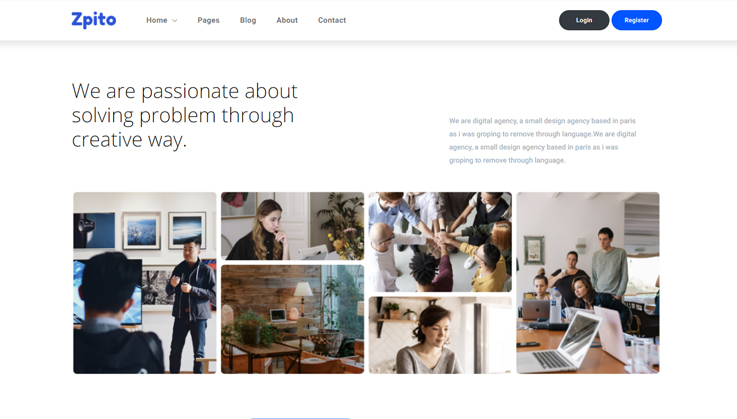 Zpito
Home
Pages
Blog
About
Contact
Login
Register
We are passionate about
solving problem through
creative way.
We are digital agency, a small design agency based in paris
as i was groping to remove through language.We are digital
agency, a small design agency based in paris as i was
groping to remove through language.